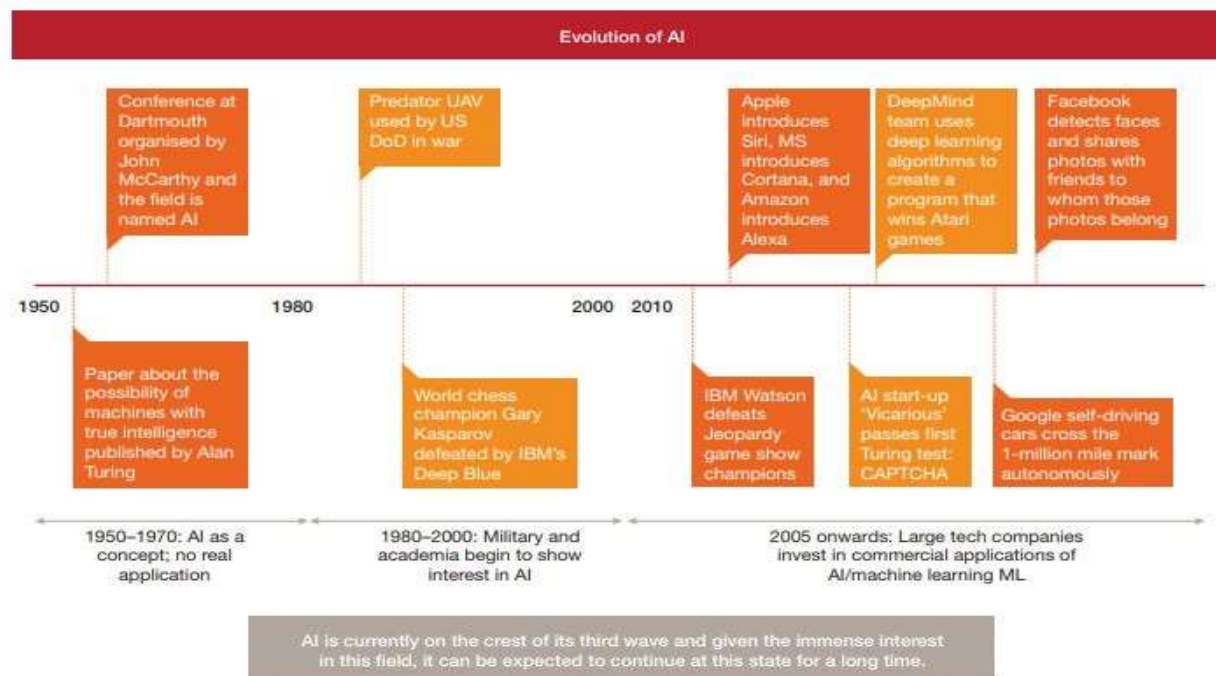 Evolution of AI
Conference at
Dartmouth
organised by
John
McCarthy and
the field is
named AI
Predator UAV
used by US
DoD in war
Apple
introduces
Siri, MS
introduces
Cortana, and
Amazon
introduces
Alexa
DeepMind
team uses
deep learning
algorithms to
create a
program that
wins Atari
games
Facebook
detects faces
and shares
photos with
friends to
whom those
photos belong
1950
1980
2000
2010
Paper about the
possibility of
machines with
true intelligence
published by Alan
Turing
World chess
champion Gary
Kasparov
defeated by IBM's
Deep Blue
IBM Watson
defeats
Jeopardy
game show
champions
AI start-up
‘Vicarious’
passes first
Turing test:
CAPTCHA
Google self-driving
cars cross the
1-million mile mark
autonomously
1950–1970: AI as a
concept; no real
application
1980–2000: Military and
academia begin to show
interest in AI
2005 onwards: Large tech companies
invest in commercial applications of
AI/machine learning ML
AI is currently on the crest of its third wave and given the immense interest
in this field, it can be expected to continue at this state for a long time.